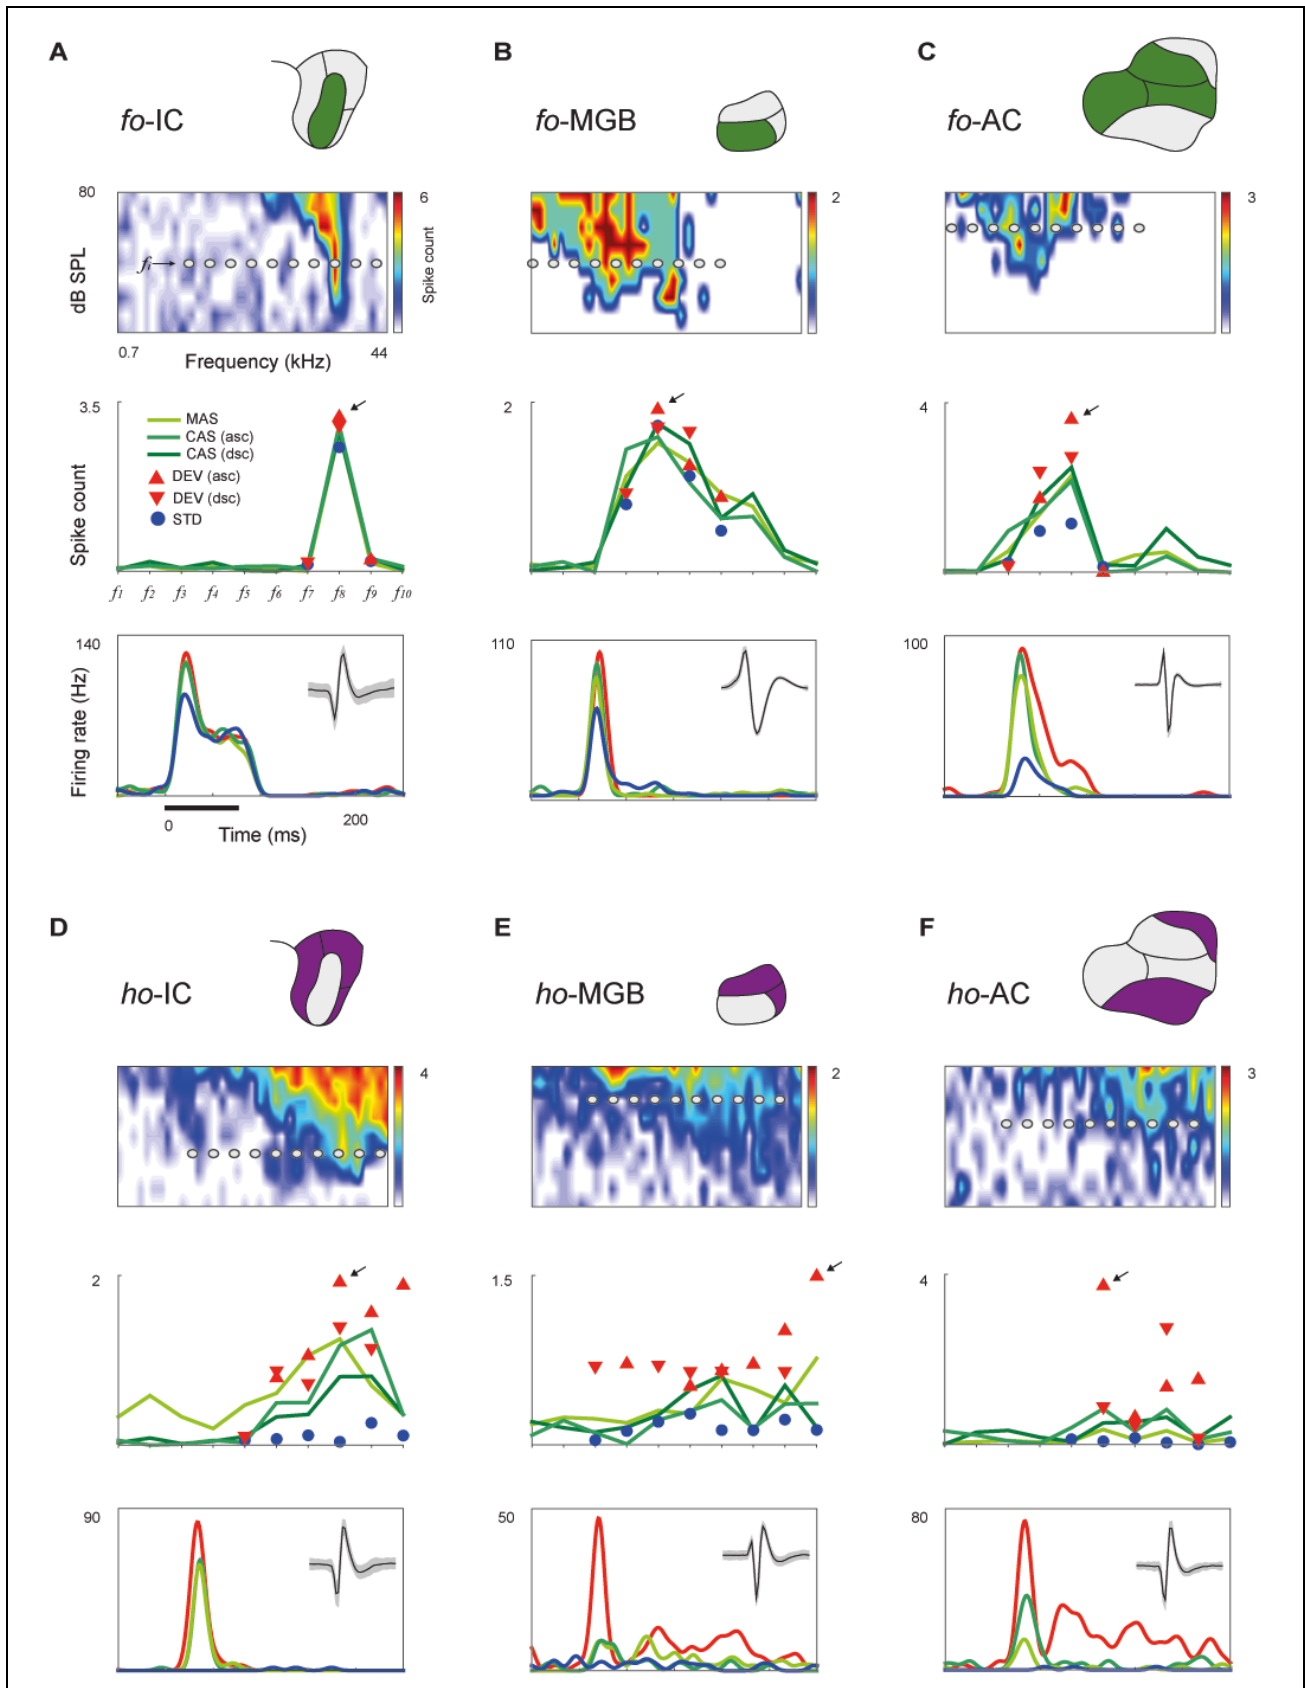 A
B
C
fo-IC
fo-MGB
fo-AC
80
6
2
3
dB SPL
fi
Spike count
0.7
44
Frequency (kHz)
3.5
2
4
MAS
CAS (asc)
CAS (dsc)
DEV (asc)
DEV (dsc)
STD
Spike count
f1 f2 f3 f4 f5 f6 f7 f8 f9 f10
140
110
100
Firing rate (Hz)
0
200
Time (ms)
D
E
F
ho-IC
ho-MGB
ho-AC
4
2
3
2
1.5
4
90
50
80